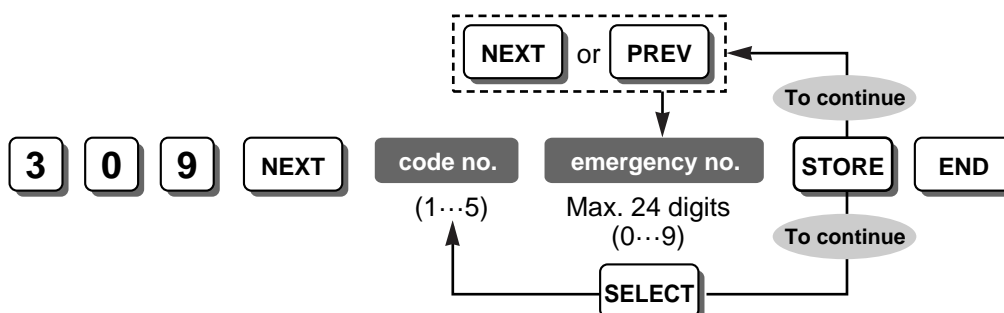 NEXT or PREV
To continue
3 0 9 NEXT code no. emergency no. STORE END
(1···5) Max. 24 digits
(0···9)
To continue
SELECT